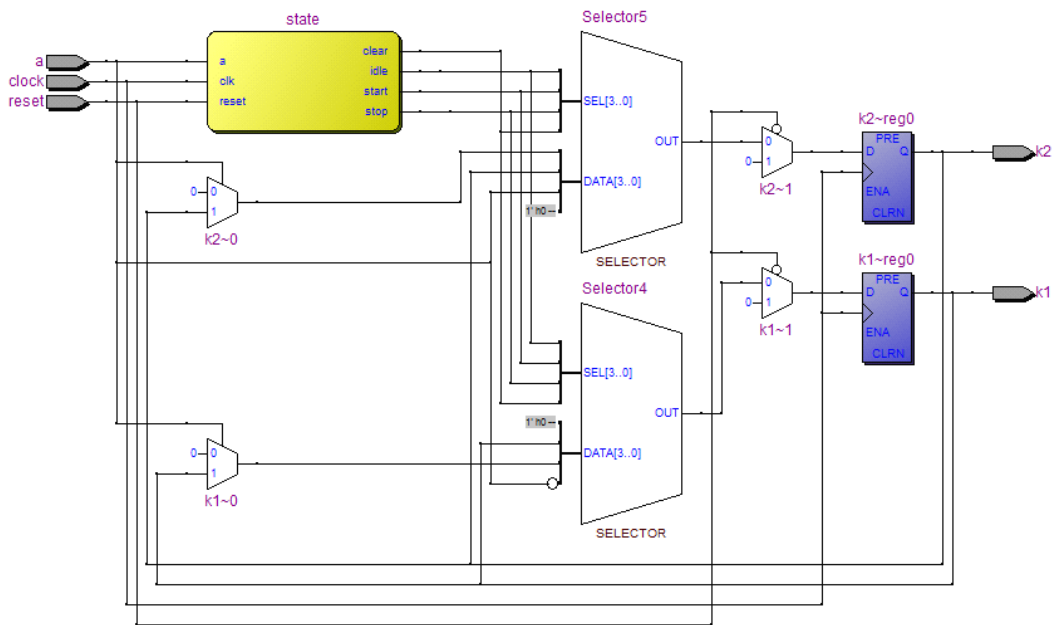 Selector5
state
a
clock
reset
a
clk
reset
clear
idle
start
stop
SEL[3..0]
DATA[3..0]
OUT
1' h0
SELECTOR
0
0
1
k2~0
0
0
1
k2~1
k2~reg0
PRE
D
Q
ENA
CLRN
k2
Selector4
SEL[3..0]
DATA[3..0]
OUT
1' h0
SELECTOR
0
0
1
k1~1
k1~reg0
PRE
D
Q
ENA
CLRN
k1
0
0
1
k1~0